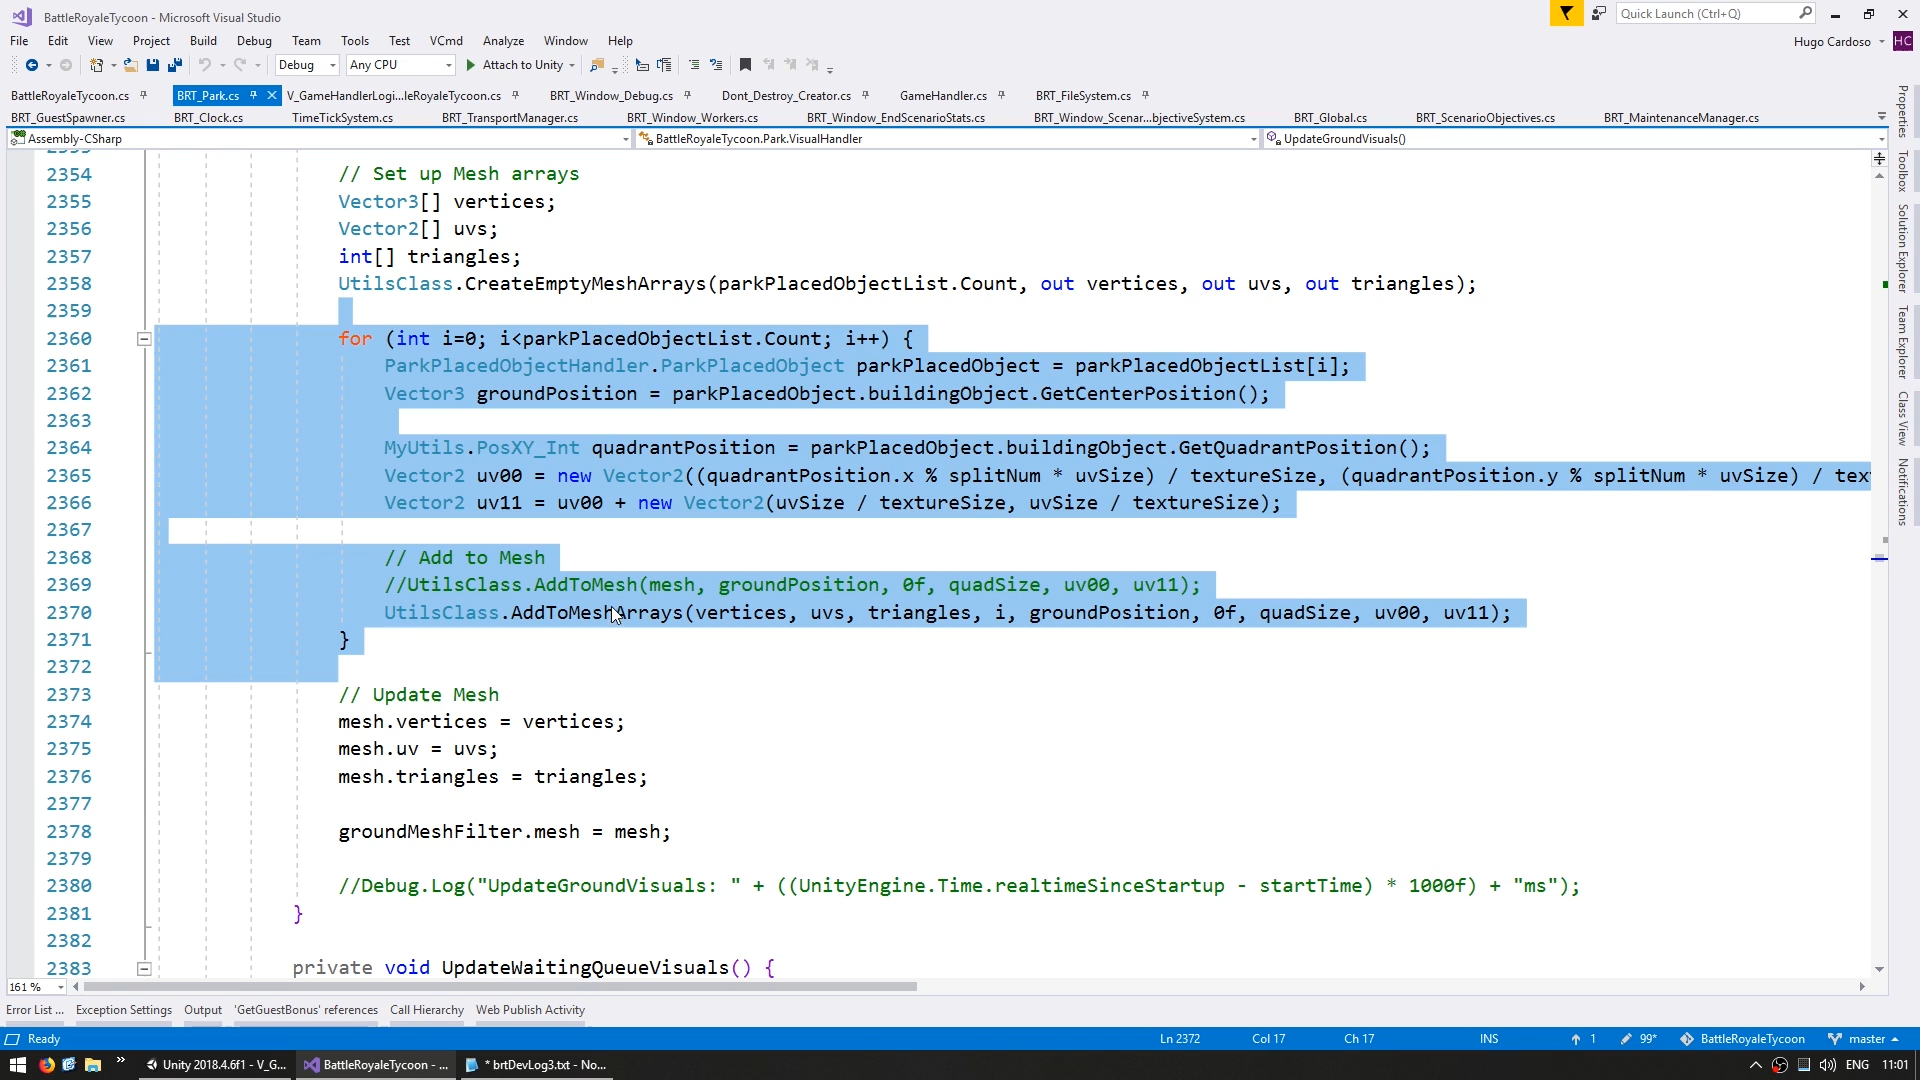 BattleRoyaleTycoon - Microsoft Visual Studio
Quick Launch (Ctrl+Q)
File Edit View Project Build Debug Team Tools Test VCmd Analyze Window Help
Hugo Cardoso HC
Debug Any CPU Attach to Unity
BattleRoyaleTycoon.cs BRT_Park.cs V_GameHandlerLogi...leRoyaleTycoon.cs BRT_Window_Debug.cs Dont_Destroy_Creator.cs GameHandler.cs BRT_FileSystem.cs
BRT_GuestSpawner.cs BRT_Clock.cs TimeTickSystem.cs BRT_TransportManager.cs BRT_Window_Workers.cs BRT_Window_EndScenarioStats.cs BRT_Window_Scenar...bjectiveSystem.cs BRT_Global.cs BRT_ScenarioObjectives.cs BRT_MaintenanceManager.cs
Assembly-CSharp BattleRoyaleTycoon.Park.VisualHandler UpdateGroundVisuals()
2354 // Set up Mesh arrays
2355 Vector3[] vertices;
2356 Vector2[] uvs;
2357 int[] triangles;
2358 UtilsClass.CreateEmptyMeshArrays(parkPlacedObjectList.Count, out vertices, out uvs, out triangles);
2359
2360 for (int i=0; i<parkPlacedObjectList.Count; i++) {
2361 ParkPlacedObjectHandler.ParkPlacedObject parkPlacedObject = parkPlacedObjectList[i];
2362 Vector3 groundPosition = parkPlacedObject.buildingObject.GetCenterPosition();
2363
2364 MyUtils.PosXY_Int quadrantPosition = parkPlacedObject.buildingObject.GetQuadrantPosition();
2365 Vector2 uv00 = new Vector2((quadrantPosition.x % splitNum * uvSize) / textureSize, (quadrantPosition.y % splitNum * uvSize) / tex
2366 Vector2 uv11 = uv00 + new Vector2(uvSize / textureSize, uvSize / textureSize);
2367
2368 // Add to Mesh
2369 //UtilsClass.AddToMesh(mesh, groundPosition, 0f, quadSize, uv00, uv11);
2370 UtilsClass.AddToMeshArrays(vertices, uvs, triangles, i, groundPosition, 0f, quadSize, uv00, uv11);
2371 }
2372
2373 // Update Mesh
2374 mesh.vertices = vertices;
2375 mesh.uv = uvs;
2376 mesh.triangles = triangles;
2377
2378 groundMeshFilter.mesh = mesh;
2379
2380 //Debug.Log("UpdateGroundVisuals: " + ((UnityEngine.Time.realtimeSinceStartup - startTime) * 1000f) + "ms");
2381 }
2382
2383 private void UpdateWaitingQueueVisuals() {
Properties
Toolbox
Solution Explorer
Team Explorer
Class View
Notifications
161 %
Error List ... Exception Settings Output 'GetGuestBonus' references Call Hierarchy Web Publish Activity
Ready Ln 2372 Col 17 Ch 17 INS 1 99* BattleRoyaleTycoon master
Unity 2018.4.6f1 - V_G... BattleRoyaleTycoon - ... * brtDevLog3.txt - No... ENG 11:01